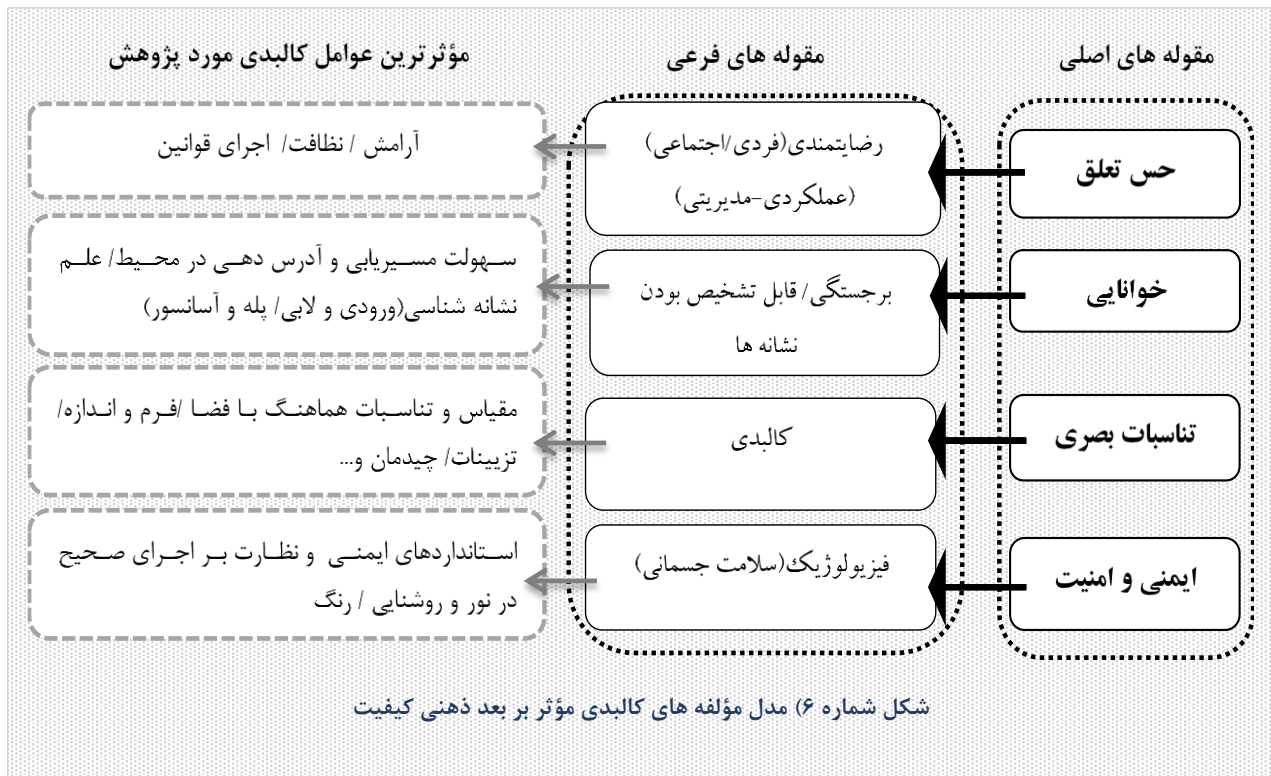 مقوله های اصلی
مقوله های فرعی
مؤثرترین عوامل کالبدی مورد پژوهش
حس تعلق
رضایتمندی(فردی/اجتماعی)
(عملکردی-مدیریتی)
آرامش / نظافت/ اجرای قوانین
خوانایی
برجستگی/ قابل تشخیص بودن
نشانه ها
سهولت مسیریابی و آدرس دهی در محیط/ علم
نشانه شناسی(ورودی و لابی/ پله و آسانسور)
تناسبات بصری
کالبدی
مقیاس و تناسبات هماهنگ با فضا /فرم و اندازه/
تزیینات/ چیدمان و...
ایمنی و امنیت
فیزیولوژیک(سلامت جسمانی)
استانداردهای ایمنی و نظارت بر اجرای صحیح
در نور و روشنایی / رنگ
شکل شماره ۶) مدل مؤلفه های کالبدی مؤثر بر بعد ذهنی کیفیت